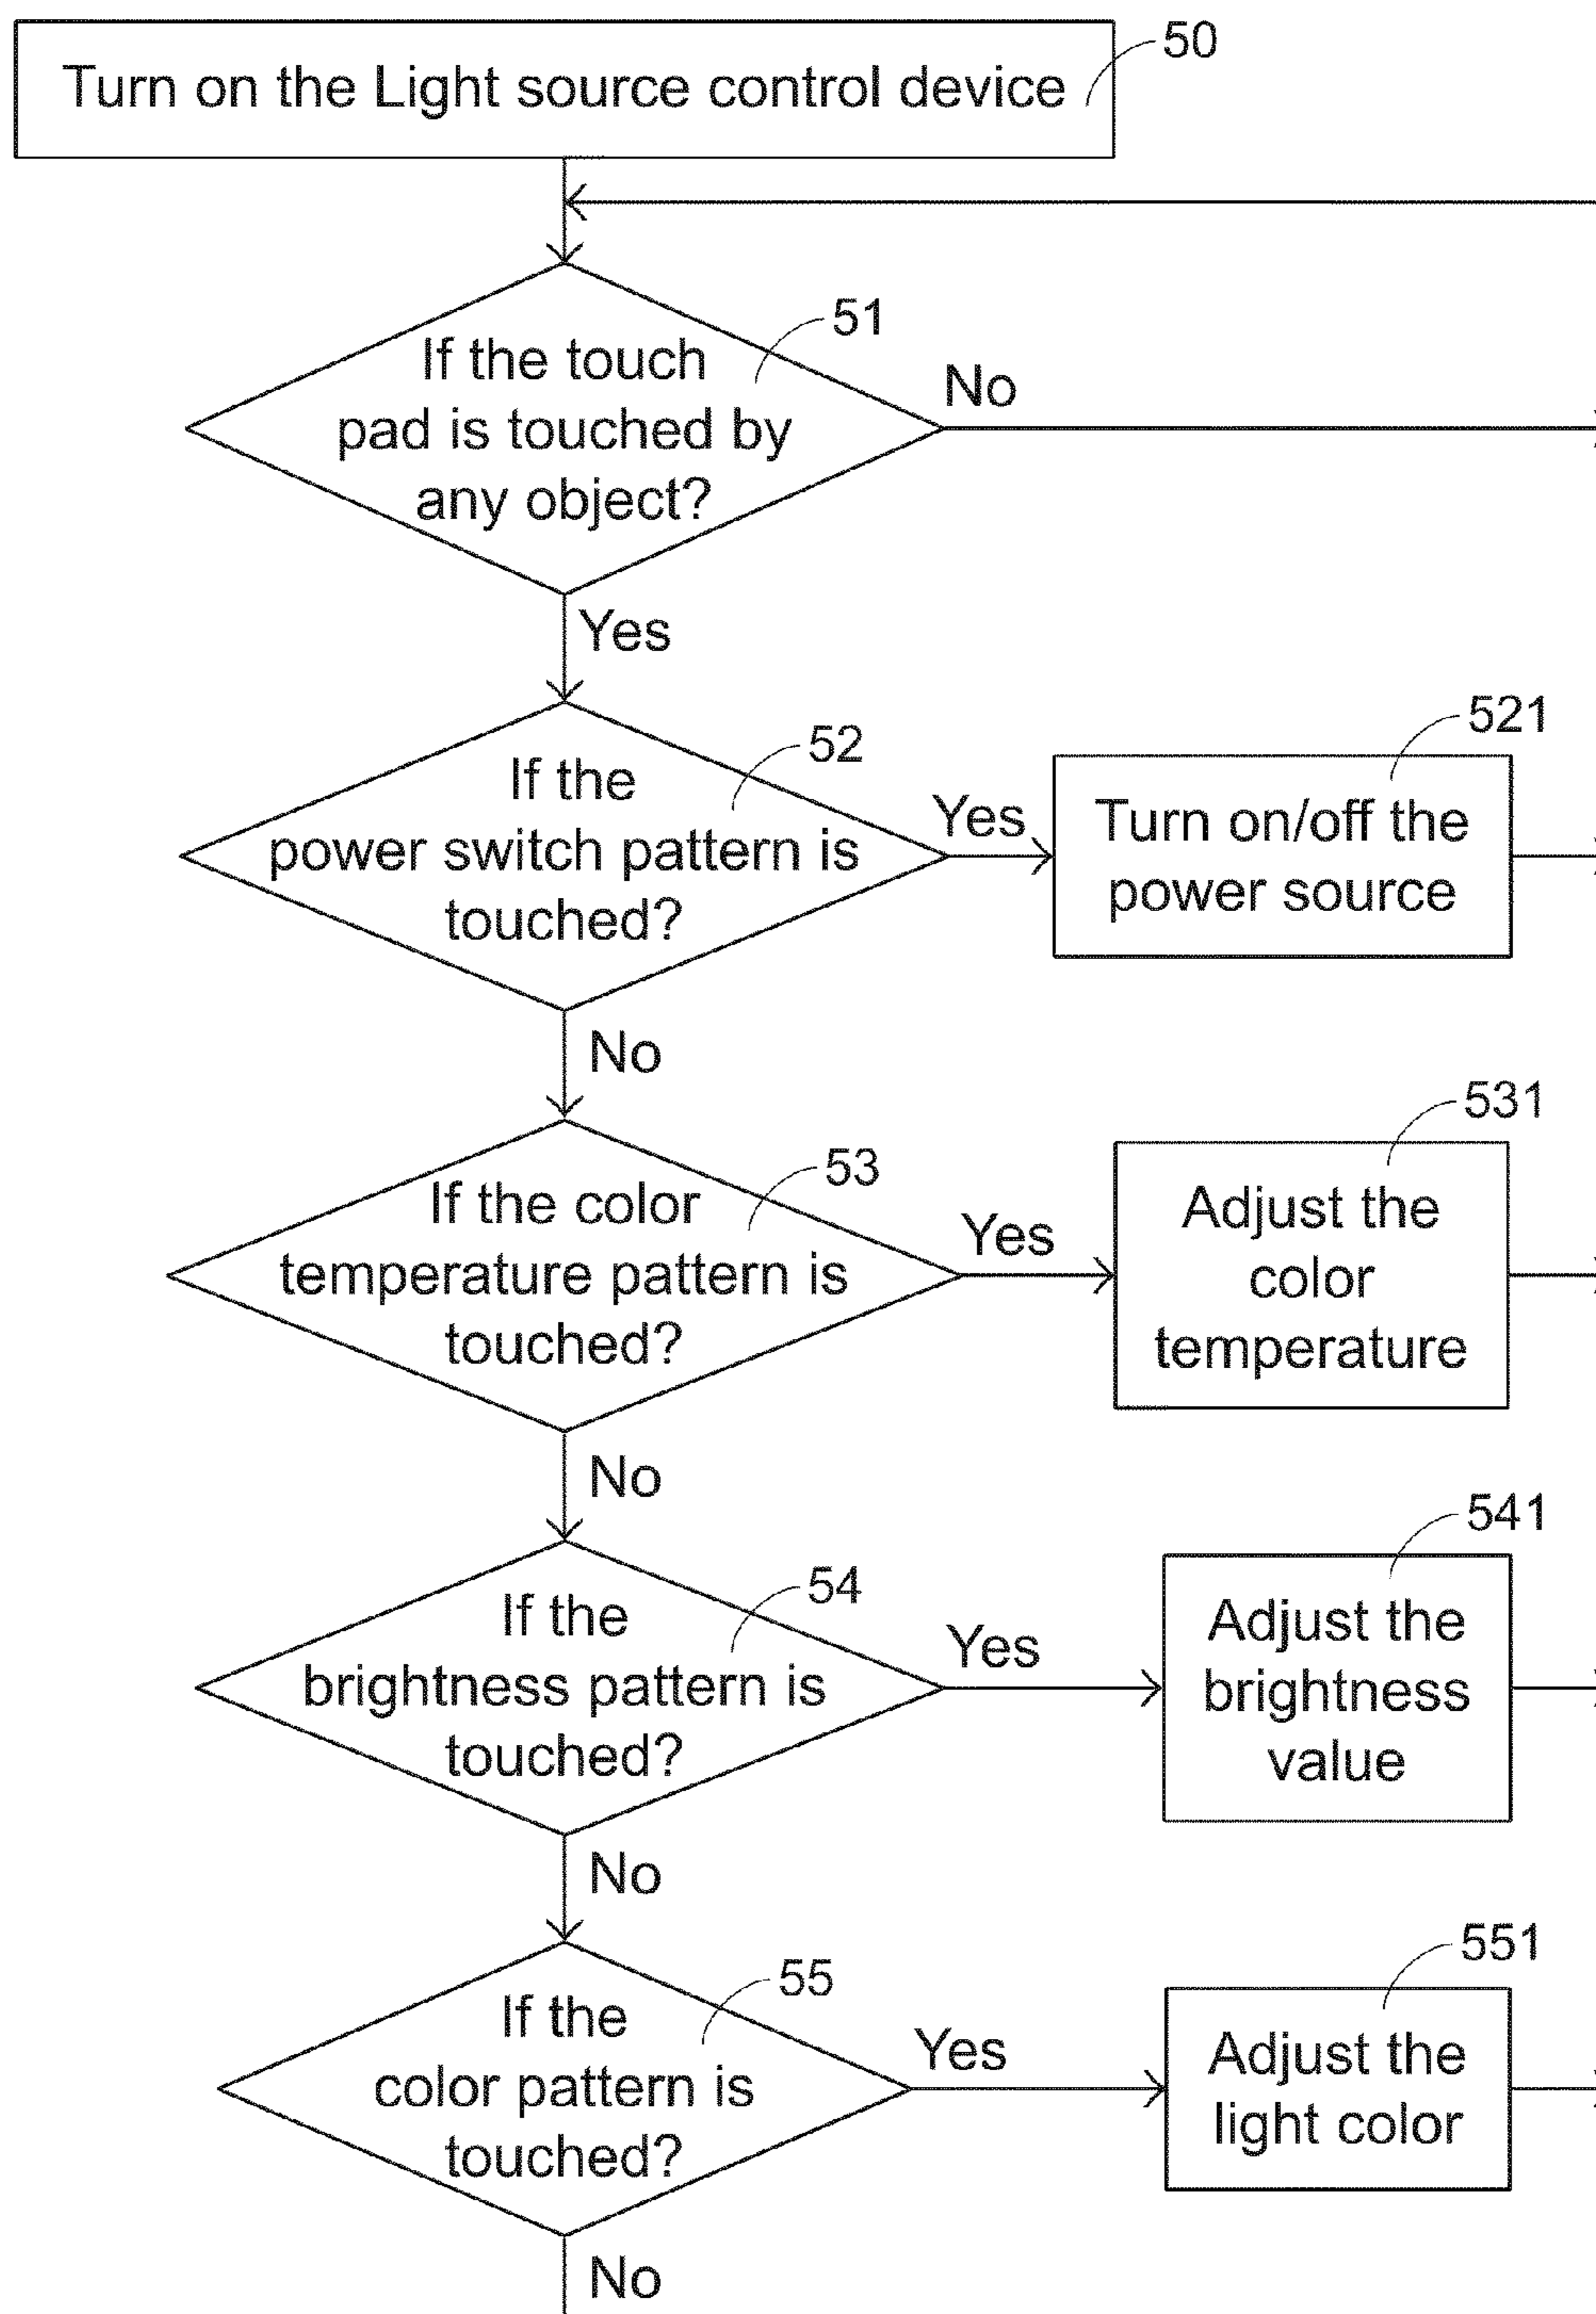 Turn on the Light source control device
50
If the touch
pad is touched by
any object?
51
No
Yes
If the
power switch pattern is
touched?
52
Yes
Turn on/off the
power source
521
No
If the color
temperature pattern is
touched?
53
Yes
Adjust the
color
temperature
531
No
If the
brightness pattern is
touched?
54
Yes
Adjust the
brightness
value
541
No
If the
color pattern is
touched?
55
Yes
Adjust the
light color
551
No